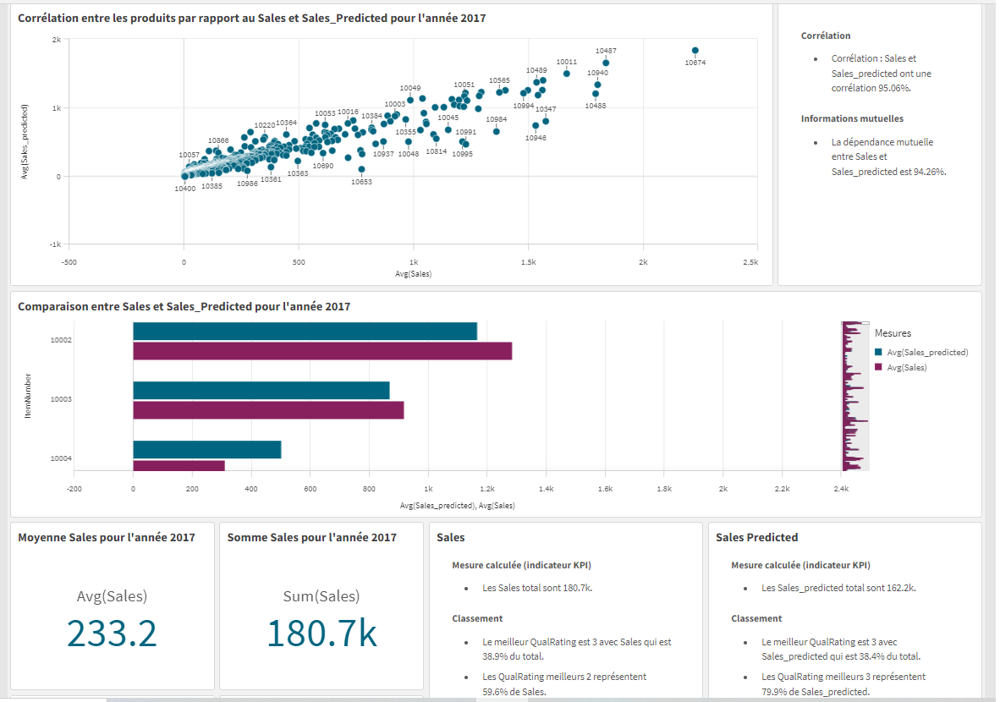 Corrélation entre les produits par rapport au Sales et Sales_Predicted pour l'année 2017
2k
1k
0
-1k
Avg(Sales_predicted)
10487
10674
10011
10489
10940
10565
10051
10049
10488
10994
10347
10003
10053
10016
10384
10045
10984
10220
10364
10946
10355
10991
10866
10057
10937
10048
10814
10995
10690
10363
10653
10361
10986
10385
10400
-500
0
500
1k
1.5k
2k
2.5k
Avg(Sales)
Corrélation
• Corrélation : Sales et
Sales_predicted ont une
corrélation 95.06%.
Informations mutuelles
• La dépendance mutuelle
entre Sales et
Sales_predicted est 94.26%.
Comparaison entre Sales et Sales_Predicted pour l'année 2017
ItemNumber
10002
10003
10004
-200
0
200
400
600
800
1k
1.2k
1.4k
1.6k
1.8k
2k
2.2k
2.4k
Avg(Sales_predicted), Avg(Sales)
Mesures
Avg(Sales_predicted)
Avg(Sales)
Moyenne Sales pour l'année 2017
Avg(Sales)
233.2
Somme Sales pour l'année 2017
Sum(Sales)
180.7k
Sales
Mesure calculée (indicateur KPI)
• Les Sales total sont 180.7k.
Classement
• Le meilleur QualRating est 3 avec Sales qui est
38.9% du total.
• Les QualRating meilleurs 2 représentent
59.6% de Sales.
Sales Predicted
Mesure calculée (indicateur KPI)
• Les Sales_predicted total sont 162.2k.
Classement
• Le meilleur QualRating est 3 avec
Sales_predicted qui est 38.4% du total.
• Les QualRating meilleurs 3 représentent
79.9% de Sales_predicted.